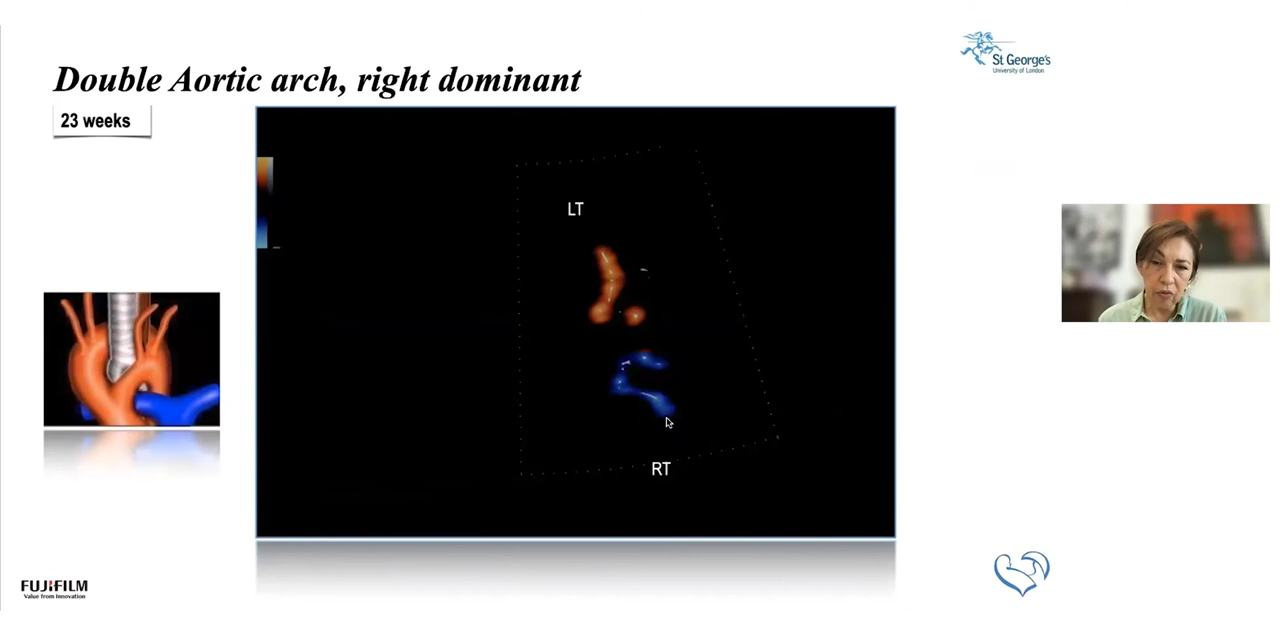 St George's
University of London
Double Aortic arch, right dominant
23 weeks
LT
RT
FUJIFILM
Value from Innovation